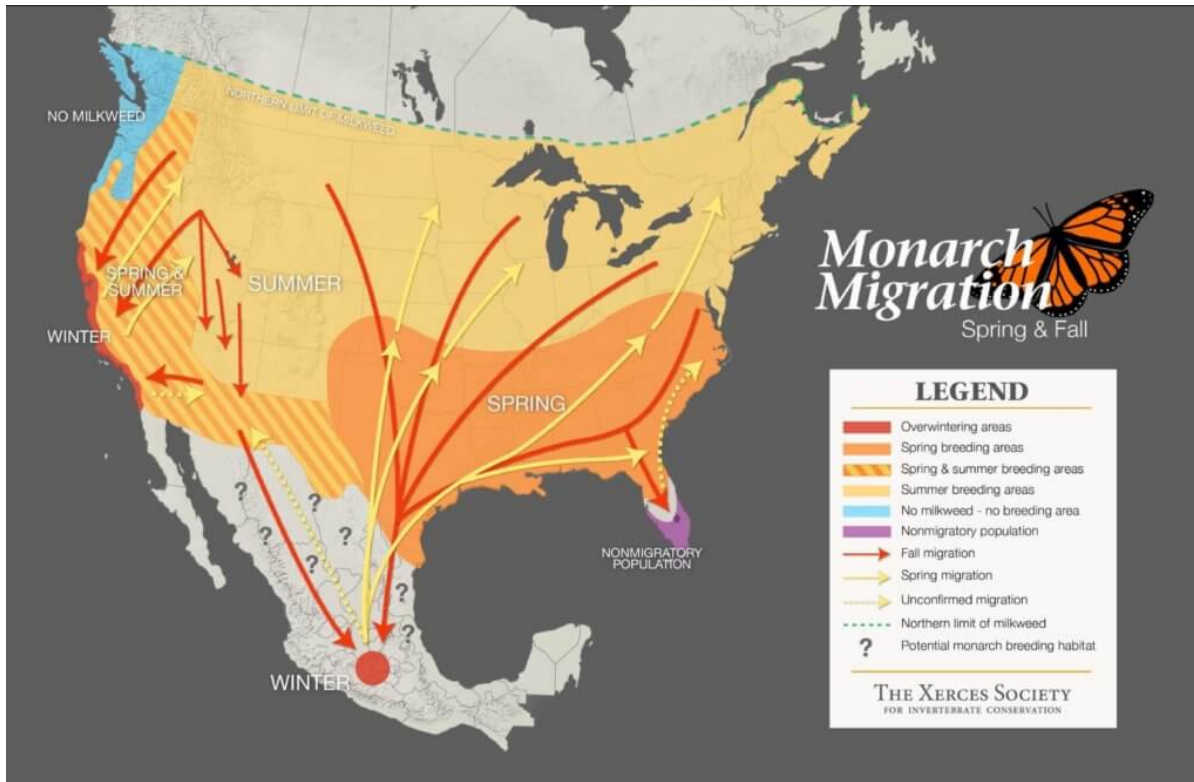 NO MILKWEED
NORTHERN LIMIT OF MILKWEED
SPRING &
SUMMER
SUMMER
WINTER
SPRING
NONMIGRATORY
POPULATION
WINTER
?
?
?
?
?
?
?
Monarch
Migration
Spring & Fall
LEGEND
Overwintering areas
Spring breeding areas
Spring & summer breeding areas
Summer breeding areas
No milkweed - no breeding area
Nonmigratory population
Fall migration
Spring migration
Unconfirmed migration
Northern limit of milkweed
? Potential monarch breeding habitat
THE XERCES SOCIETY
FOR INVERTEBRATE CONSERVATION